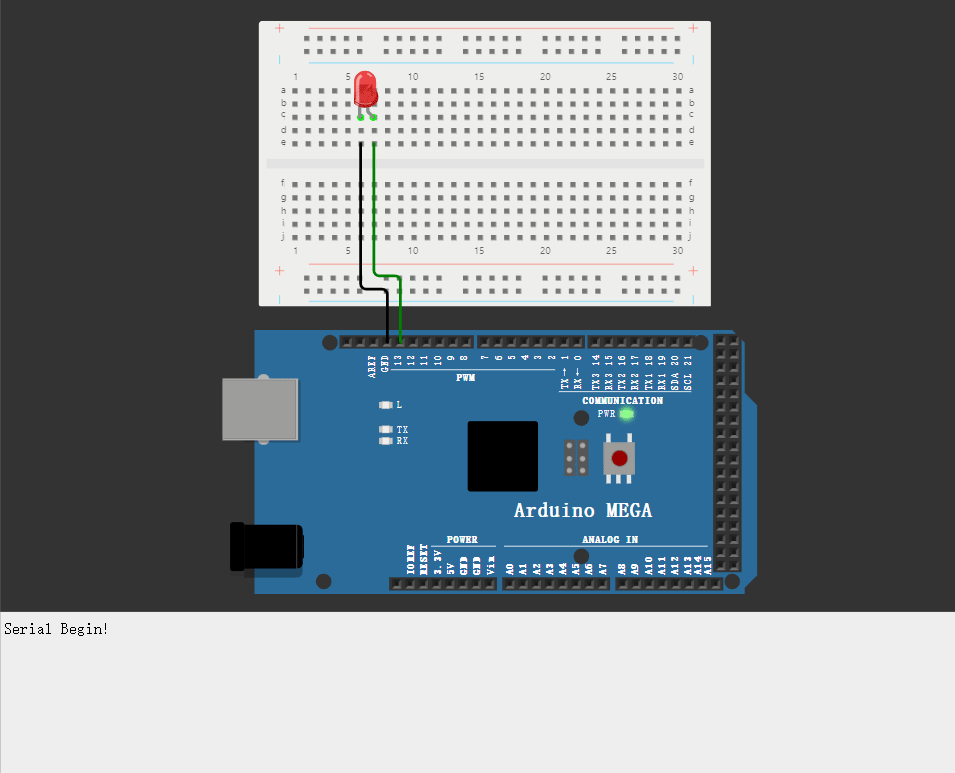 + +
1 5 10 15 20 25 30
a a
b b
c c
d d
e e
f f
g g
h h
i i
j j
1 5 10 15 20 25 30
+ +
AREF GND 13 12 11 10 9 8 7 6 5 4 3 2 TX→ 1 RX← 0 TX3 14 RX3 15 TX2 16 RX2 17 TX1 18 RX1 19 SDA 20 SCL 21
PWM
COMMUNICATION
L
PWR
TX
RX
Arduino MEGA
POWER ANALOG IN
IOREF RESET 3.3V 5V GND GND Vin A0 A1 A2 A3 A4 A5 A6 A7 A8 A9 A10 A11 A12 A13 A14 A15
Serial Begin!